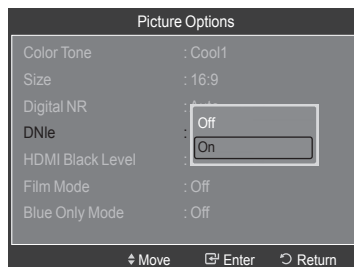 Picture Options
Color Tone : Cool1
Size : 16:9
Digital NR :
DNIe :
Off
On
HDMI Black Level :
Film Mode : Off
Blue Only Mode : Off
Move Enter Return